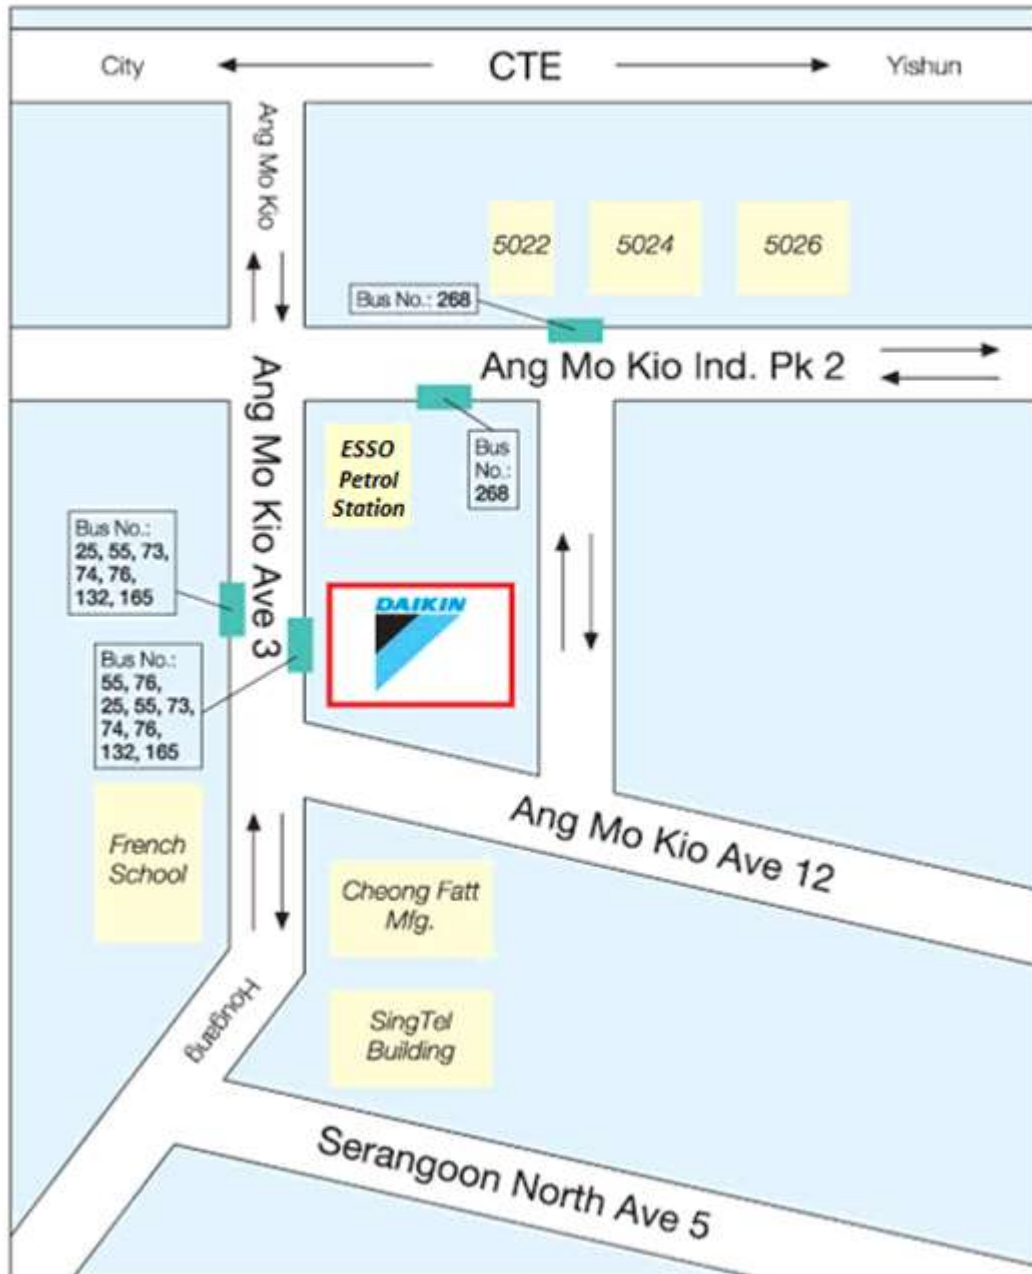 City
CTE
Yishun
Ang Mo Kio
5022
5024
5026
Bus No.: 268
Ang Mo Kio Ind. Pk 2
Ang Mo Kio Ave 3
ESSO
Petrol
Station
Bus
No.:
268
Bus No.:
25, 55, 73,
74, 76,
132, 165
DAIKIN
Bus No.:
55, 76,
25, 55, 73,
74, 76,
132, 165
French
School
Ang Mo Kio Ave 12
Cheong Fatt
Mfg.
Hougang
SingTel
Building
Serangoon North Ave 5